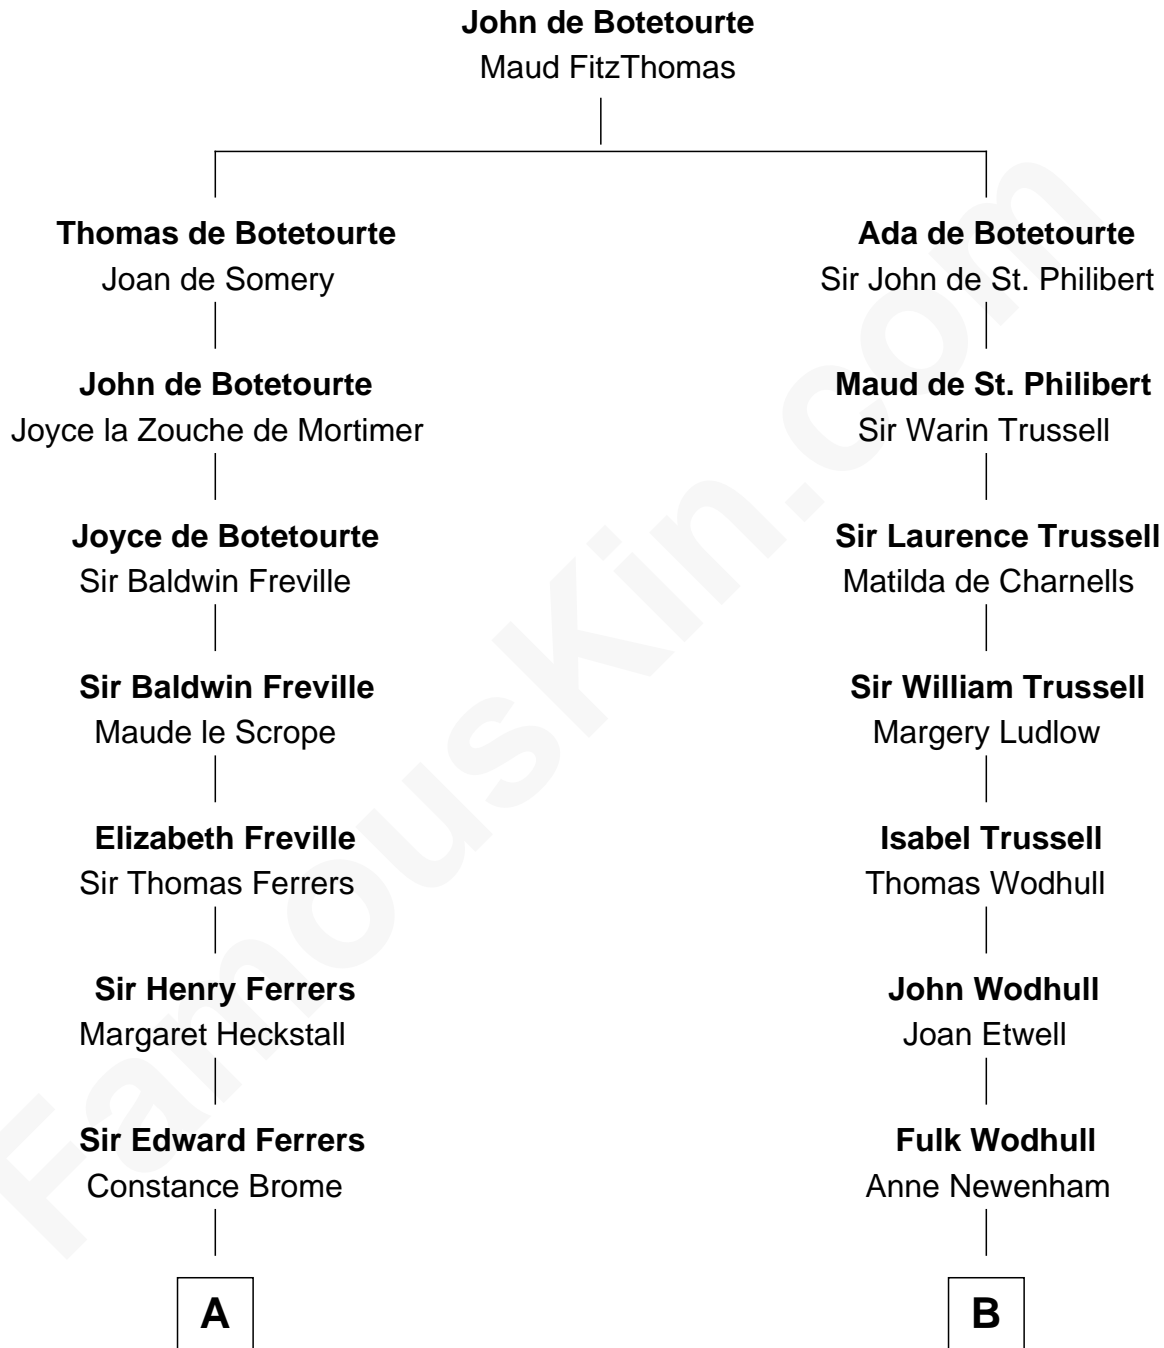 John de Botetourte
Maud FitzThomas
Thomas de Botetourte
Joan de Somery
John de Botetourte
Joyce la Zouche de Mortimer
Joyce de Botetourte
Sir Baldwin Freville
Sir Baldwin Freville
Maude le Scrope
Elizabeth Freville
Sir Thomas Ferrers
Sir Henry Ferrers
Margaret Heckstall
Sir Edward Ferrers
Constance Brome
A
Ada de Botetourte
Sir John de St. Philibert
Maud de St. Philibert
Sir Warin Trussell
Sir Laurence Trussell
Matilda de Charnells
Sir William Trussell
Margery Ludlow
Isabel Trussell
Thomas Wodhull
John Wodhull
Joan Etwell
Fulk Wodhull
Anne Newenham
B
FamousKin.com